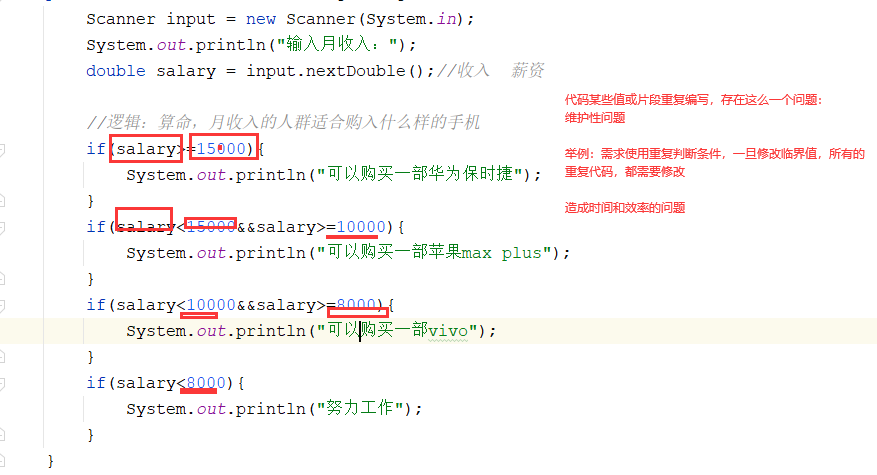 Scanner input = new Scanner(System.in);
System.out.println("输入月收入：");
double salary = input.nextDouble();//收入  薪资
代码某些值或片段重复编写，存在这么一个问题：
维护性问题
//逻辑：算命，月收入的人群适合购入什么样的手机
if(salary>=15000){
举例：需求使用重复判断条件，一旦修改临界值，所有的
重复代码，都需要修改
System.out.println("可以购买一部华为保时捷");
}
造成时间和效率的问题
if(salary<15000&&salary>=10000){
System.out.println("可以购买一部苹果max plus");
}
if(salary<10000&&salary>=8000){
System.out.println("可以购买一部vivo");
}
if(salary<8000){
System.out.println("努力工作");
}
}